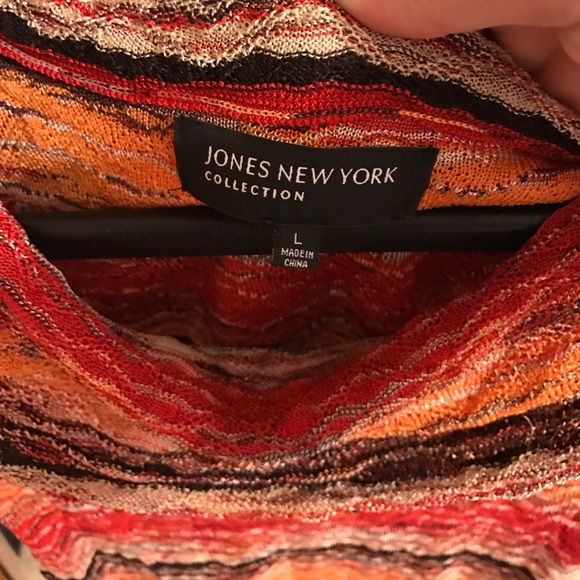 JONES NEW YORK
COLLECTION
L
MADE IN
CHINA